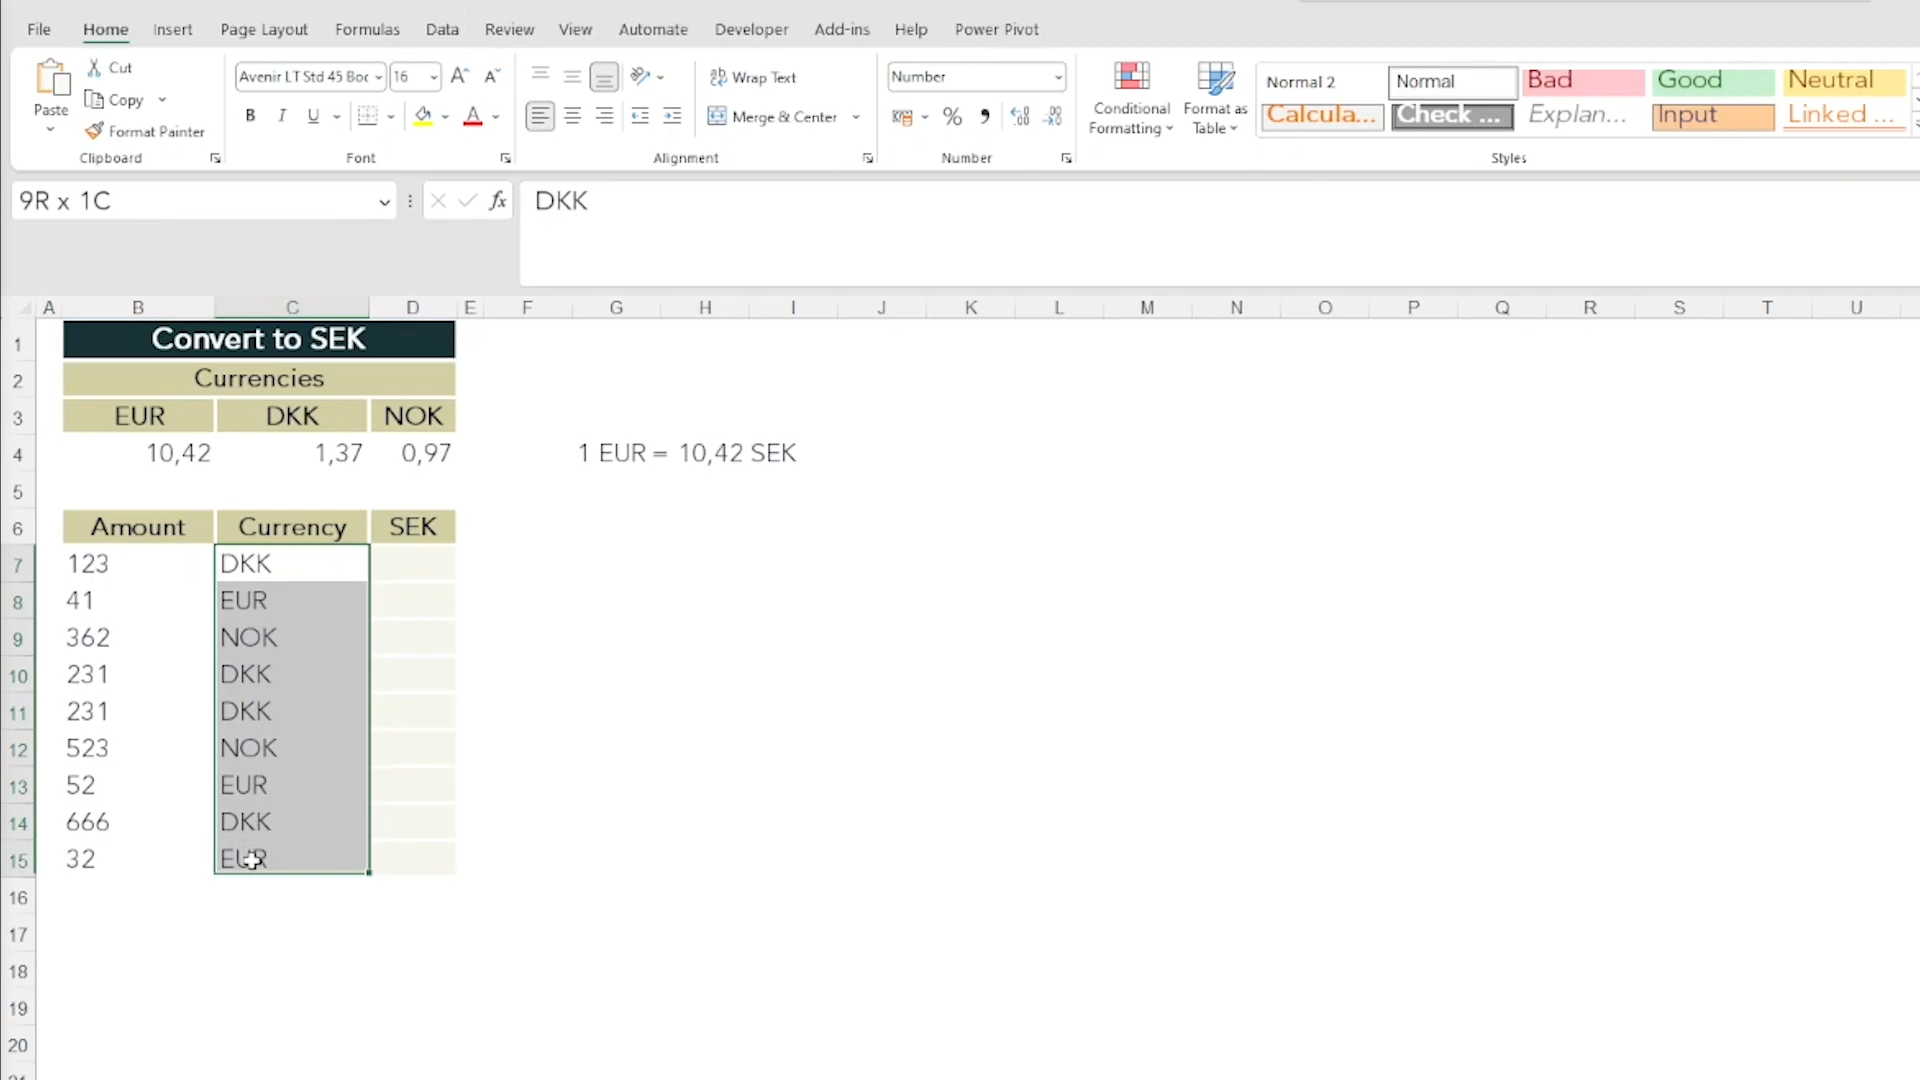 File Home Insert Page Layout Formulas Data Review View Automate Developer Add-ins Help Power Pivot
Paste
Cut
Copy
Format Painter
Clipboard
Avenir LT Std 45 Boc 16 A A
B I U A
Font
Wrap Text
Merge & Center
Alignment
Number
%
Number
Conditional Formatting
Format as Table
Normal 2 Normal Bad Good Neutral
Calcula... Check ... Explan... Input Linked ...
Styles
9R x 1C fx DKK
A B C D E F G H I J K L M N O P Q R S T U
1 Convert to SEK
2 Currencies
3 EUR DKK NOK
4 10,42 1,37 0,97 1 EUR = 10,42 SEK
5
6 Amount Currency SEK
7 123 DKK
8 41 EUR
9 362 NOK
10 231 DKK
11 231 DKK
12 523 NOK
13 52 EUR
14 666 DKK
15 32 EUR
16
17
18
19
20